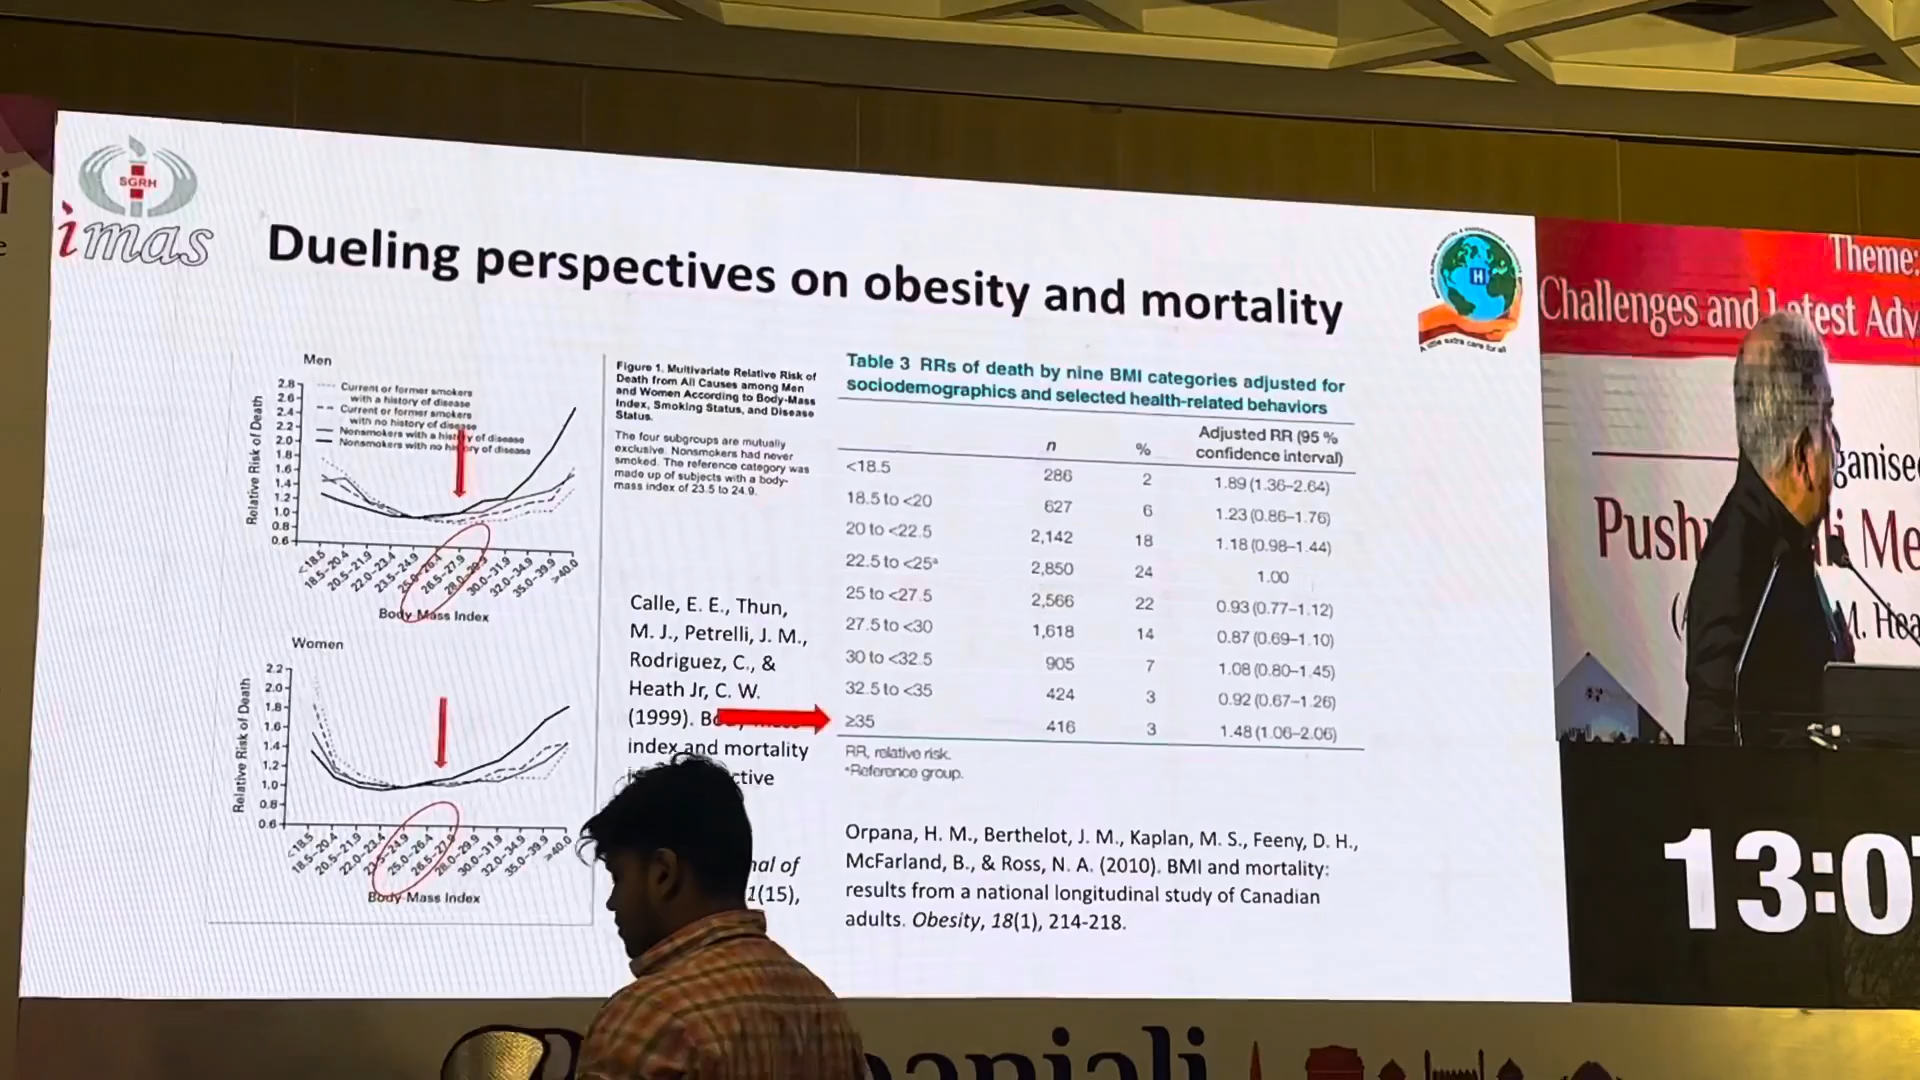 SGRH
imas
Dueling perspectives on obesity and mortality
H
A little extra care for all
Men
Relative Risk of Death
2.8
2.6
2.4
2.2
2.0
1.8
1.6
1.4
1.2
1.0
0.8
0.6
Current or former smokers
with a history of disease
Current or former smokers
with no history of disease
Nonsmokers with a history of disease
Nonsmokers with no history of disease
<18.5
18.5–20.4
20.5–21.9
22.0–23.4
23.5–24.9
25.0–26.4
26.5–27.9
28.0–29.9
30.0–31.9
32.0–34.9
35.0–39.9
≥40.0
Body Mass Index
Women
Relative Risk of Death
2.2
2.0
1.8
1.6
1.4
1.2
1.0
0.8
0.6
<18.5
18.5–20.4
20.5–21.9
22.0–23.4
23.5–24.9
25.0–26.4
26.5–27.9
28.0–29.9
30.0–31.9
32.0–34.9
35.0–39.9
≥40.0
Body Mass Index
Figure 1. Multivariate Relative Risk of
Death from All Causes among Men
and Women According to Body-Mass
Index, Smoking Status, and Disease
Status.
The four subgroups are mutually
exclusive. Nonsmokers had never
smoked. The reference category was
made up of subjects with a body-
mass index of 23.5 to 24.9.
Calle, E. E., Thun,
M. J., Petrelli, J. M.,
Rodriguez, C., &
Heath Jr, C. W.
(1999). Body-mass
index and mortality
ctive
nal of
1(15),
Table 3 RRs of death by nine BMI categories adjusted for
sociodemographics and selected health-related behaviors
n % Adjusted RR (95 %
confidence interval)
<18.5 286 2 1.89 (1.36–2.64)
18.5 to <20 627 6 1.23 (0.86–1.76)
20 to <22.5 2,142 18 1.18 (0.98–1.44)
22.5 to <25ᵃ 2,850 24 1.00
25 to <27.5 2,566 22 0.93 (0.77–1.12)
27.5 to <30 1,618 14 0.87 (0.69–1.10)
30 to <32.5 905 7 1.08 (0.80–1.45)
32.5 to <35 424 3 0.92 (0.67–1.26)
≥35 416 3 1.48 (1.06–2.06)
RR, relative risk.
ᵃReference group.
Orpana, H. M., Berthelot, J. M., Kaplan, M. S., Feeny, D. H.,
McFarland, B., & Ross, N. A. (2010). BMI and mortality:
results from a national longitudinal study of Canadian
adults. Obesity, 18(1), 214-218.
Theme:
Challenges and Latest Adv
ganise
Push i Me
M. Hea
13:0
anjali